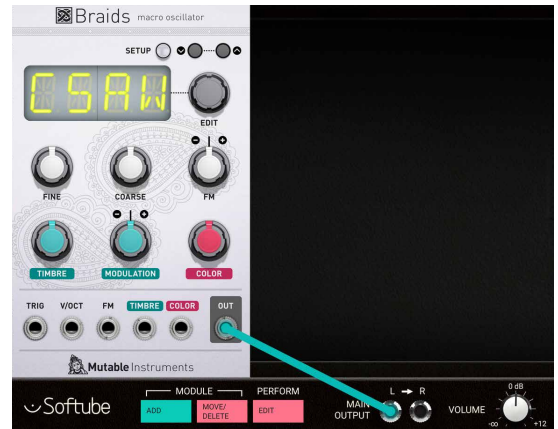 Braids macro oscillator
SETUP
CSAW
EDIT
FINE COARSE FM
TIMBRE MODULATION COLOR
TRIG V/OCT FM TIMBRE COLOR OUT
Mutable Instruments
Softube
MODULE
ADD
MOVE/
DELETE
PERFORM
EDIT
MAIN
OUTPUT
L → R
VOLUME
0 dB
-∞ +12